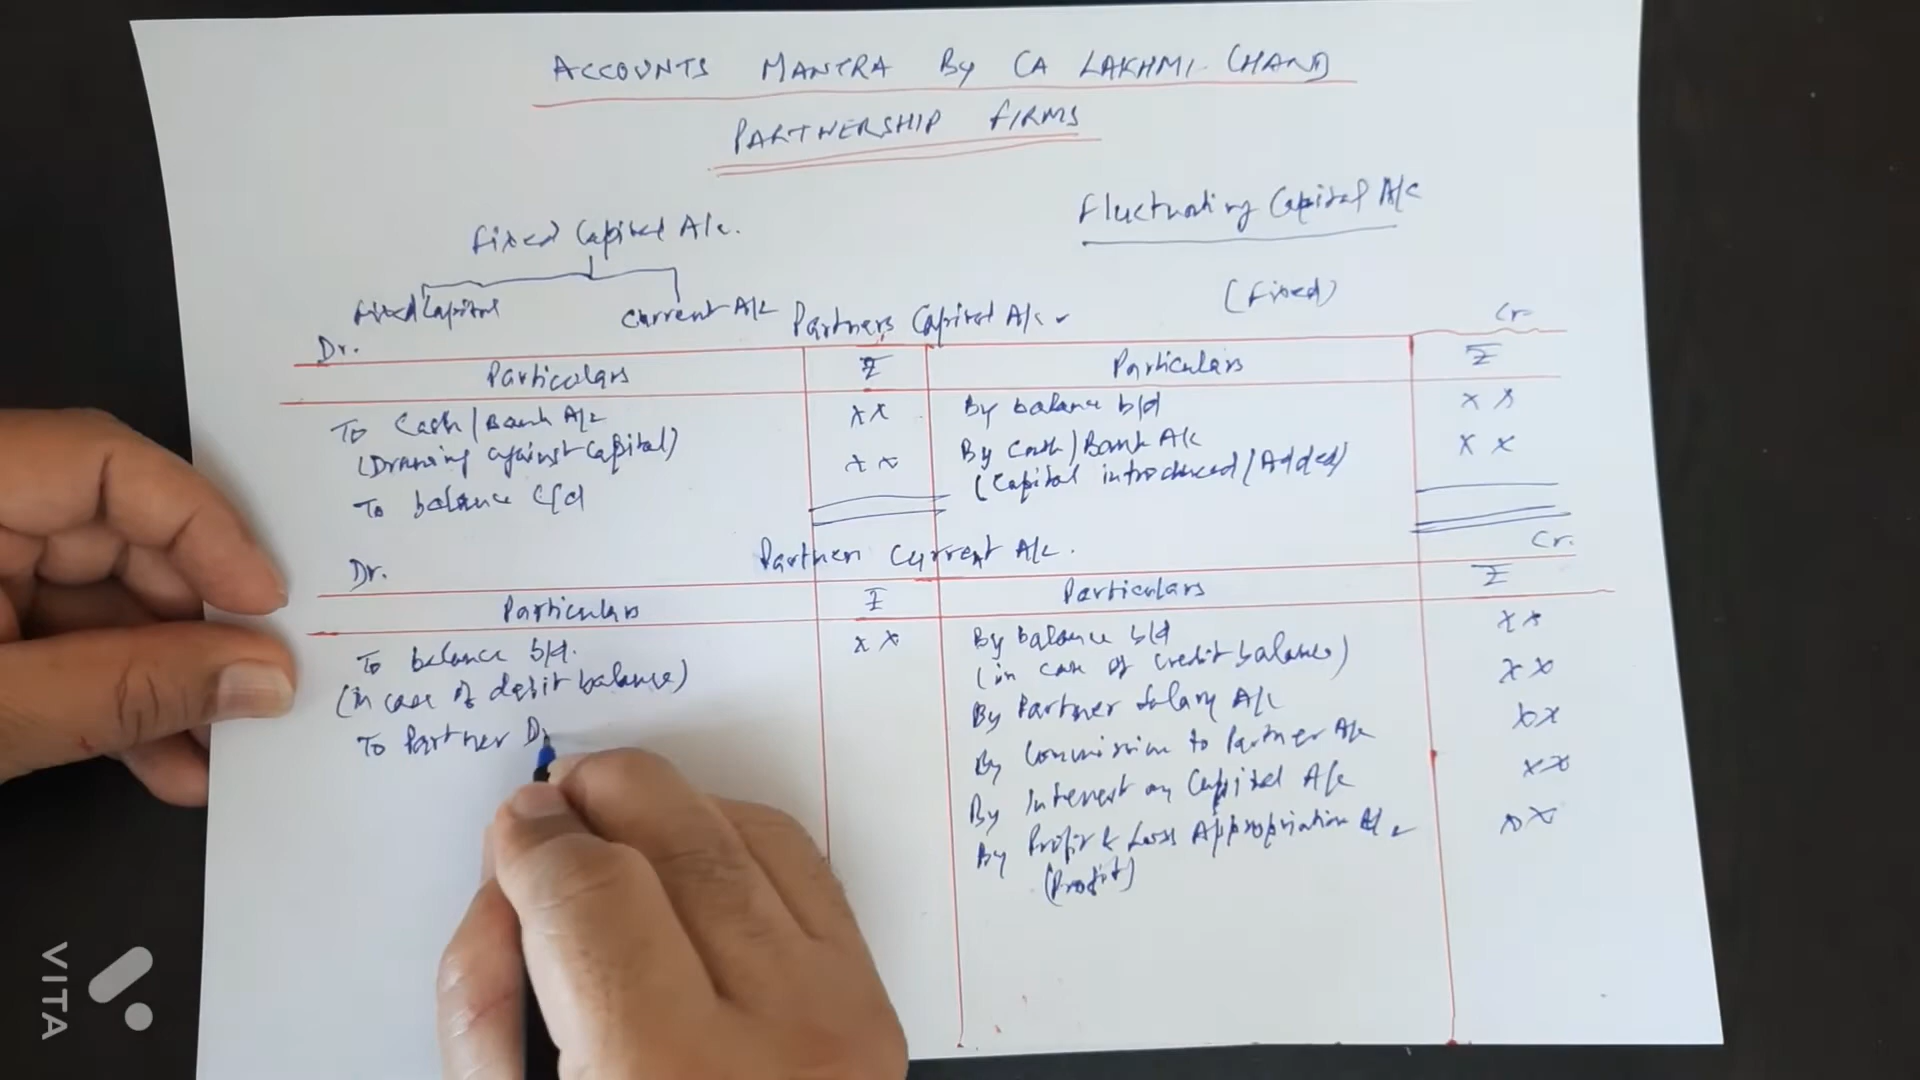 ACCOUNTS MANTRA By CA LAKHMI CHAND
PARTNERSHIP FIRMS
Fixed Capital A/c.
Fluctuating Capital A/c
Fixed Capital
Current A/c
Partners Capital A/c
(Fixed)
Dr.
Cr.
Particulars ₹ Particulars ₹
To Cash/Bank A/c xx By balance b/d xx
(Drawing against Capital) By Cash/Bank A/c xx
To balance c/d xx (Capital introduced/Added)
Dr. Partners Current A/c. Cr.
Particulars ₹ Particulars ₹
To balance b/d. xx By balance b/d xx
(in case of debit balance) (in case of credit balance)
To Partner D By Partner Salary A/c xx
By Commission to Partner A/c xx
By Interest on Capital A/c xx
By Profit & Loss Appropriation A/c xx
(Profit)
VITA